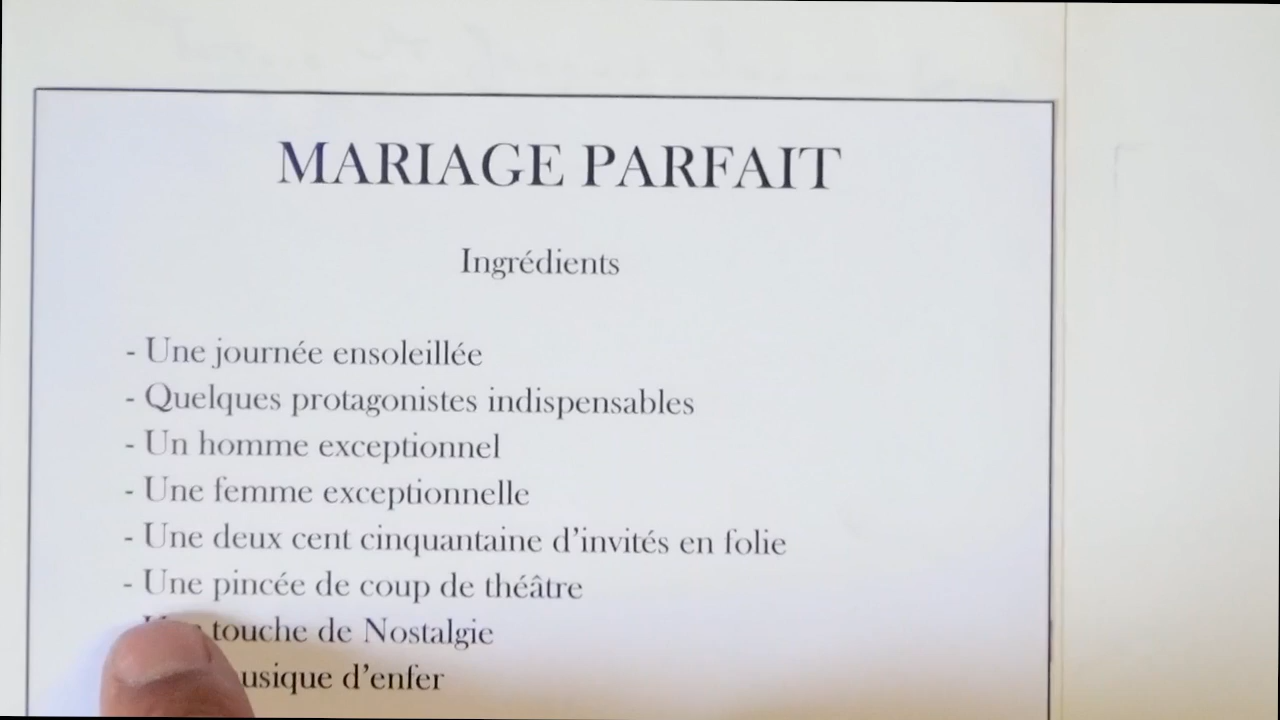 MARIAGE PARFAIT
Ingrédients
- Une journée ensoleillée
- Quelques protagonistes indispensables
- Un homme exceptionnel
- Une femme exceptionnelle
- Une deux cent cinquantaine d'invités en folie
- Une pincée de coup de théâtre
touche de Nostalgie
d'enfer